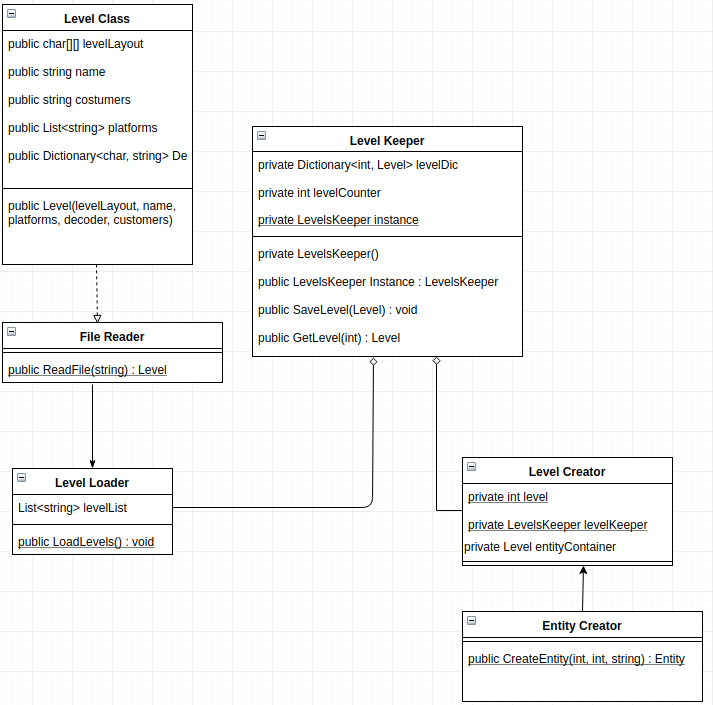 Level Class
public char[][] levelLayout
public string name
public string costumers
public List<string> platforms
public Dictionary<char, string> De
public Level(levelLayout, name,
platforms, decoder, customers)
File Reader
public ReadFile(string) : Level
Level Loader
List<string> levelList
public LoadLevels() : void
Level Keeper
private Dictionary<int, Level> levelDic
private int levelCounter
private LevelsKeeper instance
private LevelsKeeper()
public LevelsKeeper Instance : LevelsKeeper
public SaveLevel(Level) : void
public GetLevel(int) : Level
Level Creator
private int level
private LevelsKeeper levelKeeper
private Level entityContainer
Entity Creator
public CreateEntity(int, int, string) : Entity